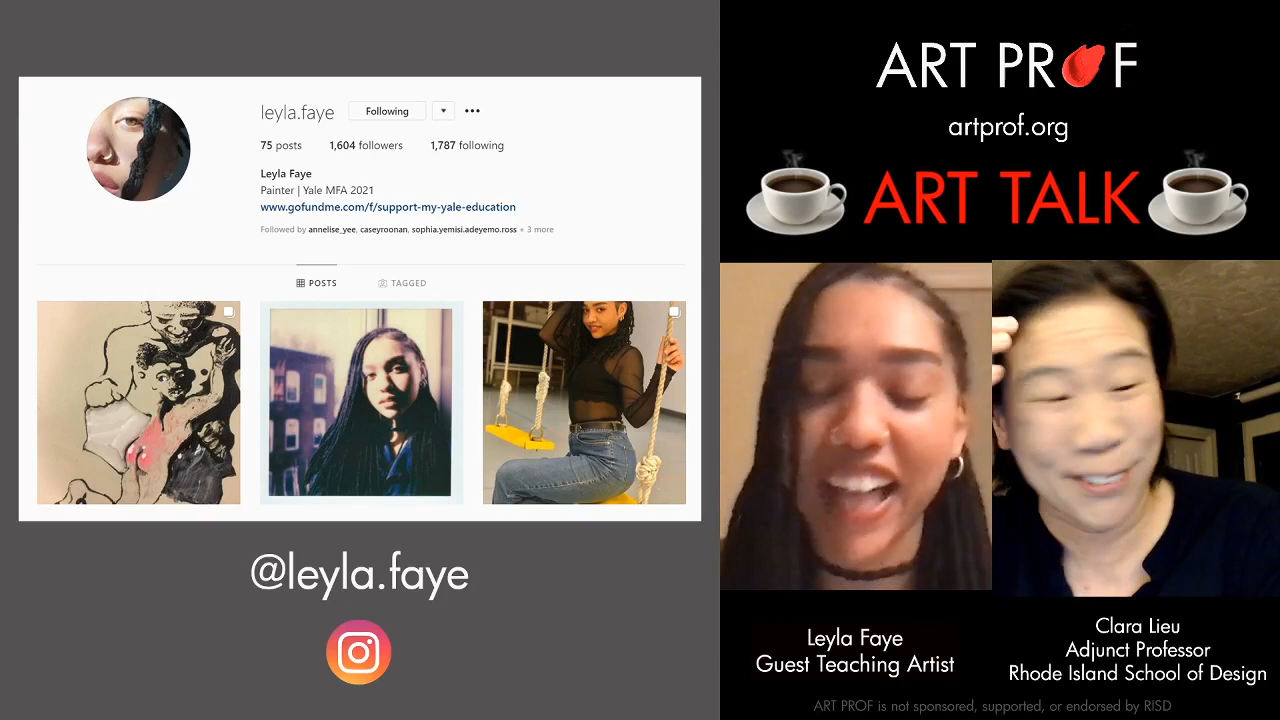 leyla.faye Following
75 posts 1,604 followers 1,787 following
Leyla Faye
Painter | Yale MFA 2021
www.gofundme.com/f/support-my-yale-education
Followed by annelise_yee, caseyroonan, sophia.yemisi.adeyemo.ross + 3 more
POSTS TAGGED
@leyla.faye
ART PROF
artprof.org
ART TALK
Leyla Faye
Guest Teaching Artist
Clara Lieu
Adjunct Professor
Rhode Island School of Design
ART PROF is not sponsored, supported, or endorsed by RISD